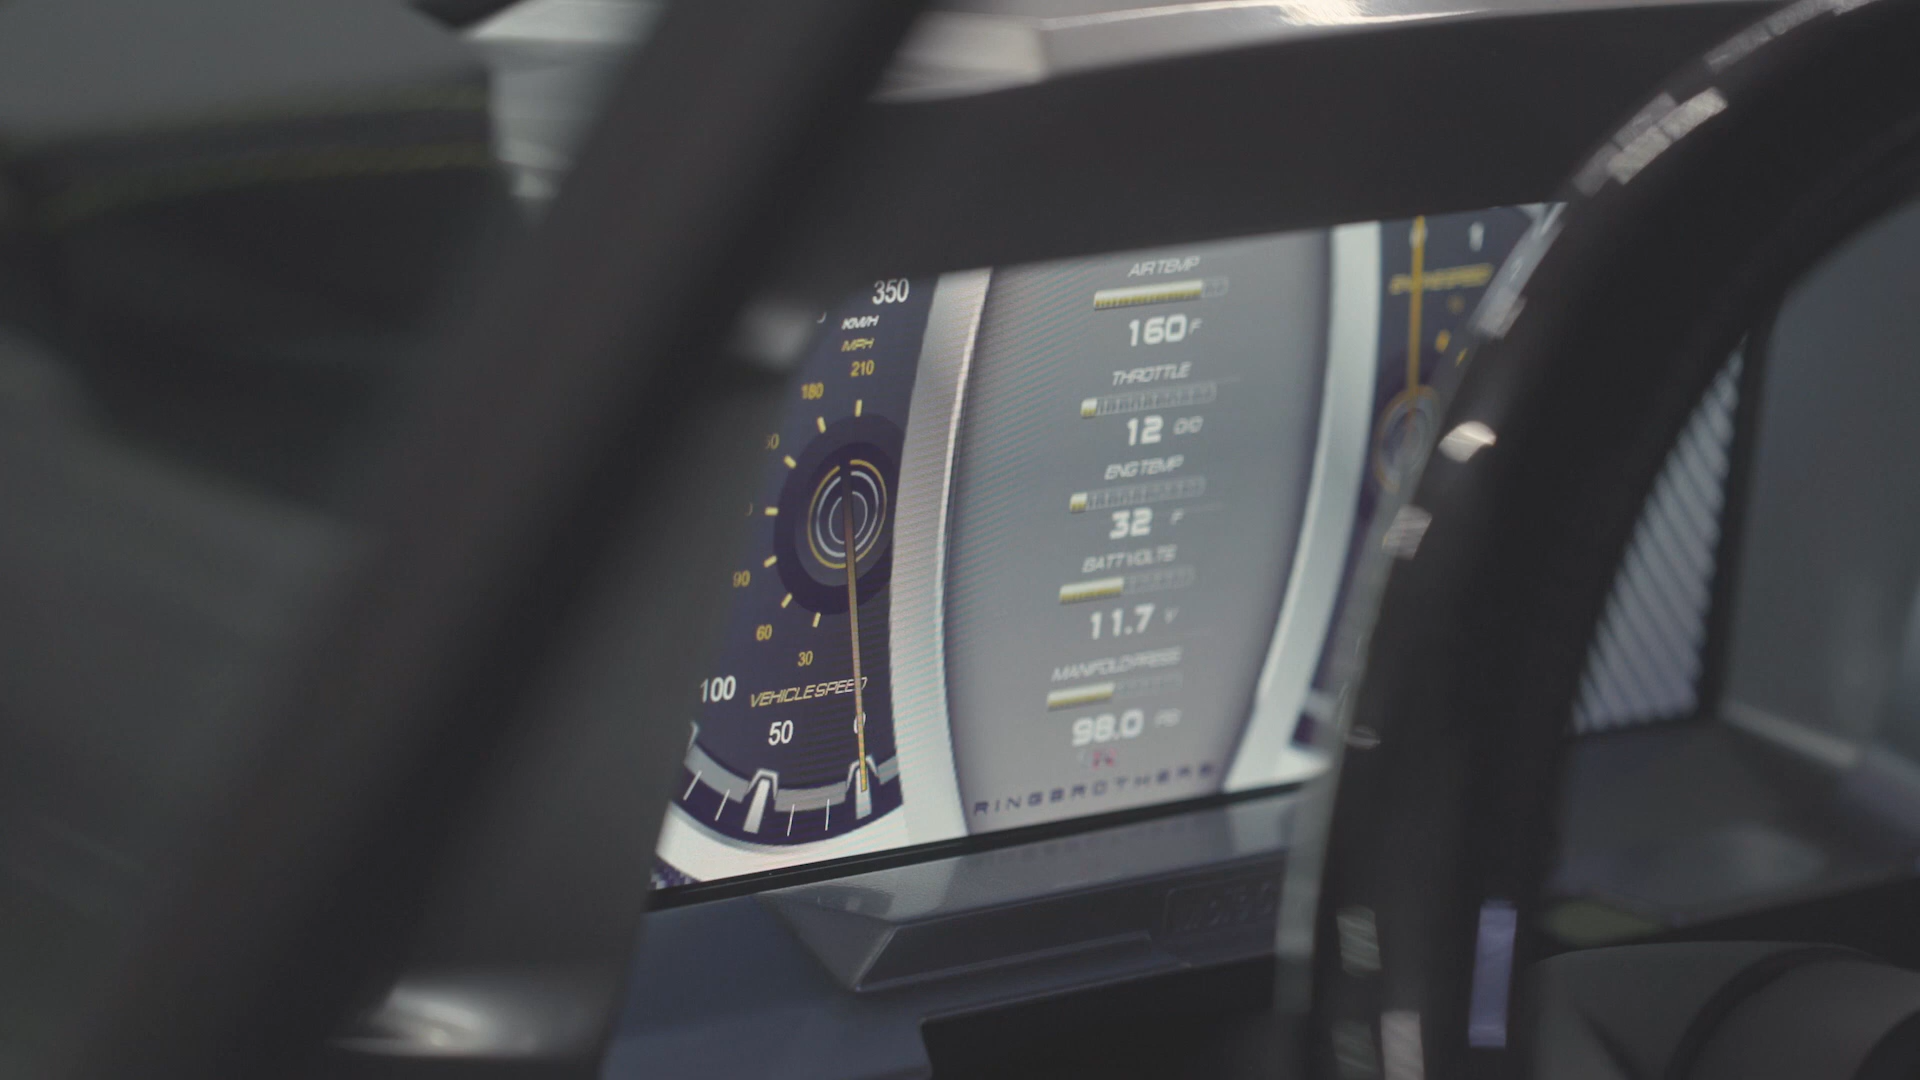 350
KM/H
MPH
210
180
90
60
30
100
VEHICLE SPEED
50
0
AIR TEMP
160 F
THROTTLE
12
ENG TEMP
32 F
BATT VOLTS
11.7 V
MANIFOLD PRESS
98.0
RINGBROTHERS
1